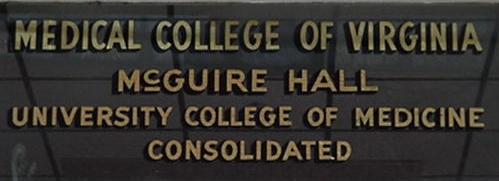 MEDICAL COLLEGE OF VIRGINIA
McGUIRE HALL
UNIVERSITY COLLEGE OF MEDICINE
CONSOLIDATED